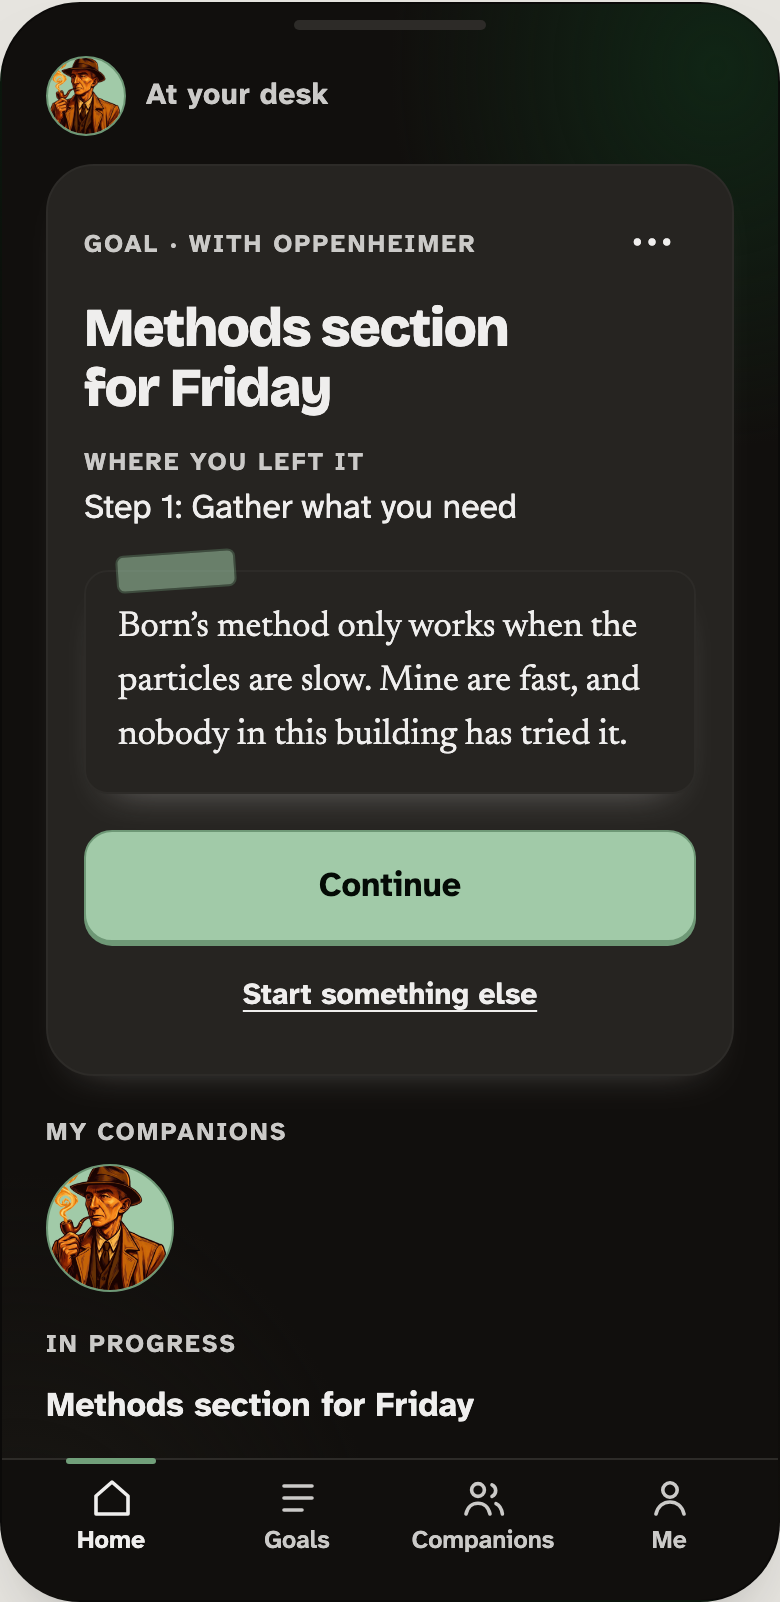 At your desk
GOAL · WITH OPPENHEIMER
Methods section
for Friday
WHERE YOU LEFT IT
Step 1: Gather what you need
Born’s method only works when the
particles are slow. Mine are fast, and
nobody in this building has tried it.
Continue
Start something else
MY COMPANIONS
IN PROGRESS
Methods section for Friday
Home
Goals
Companions
Me